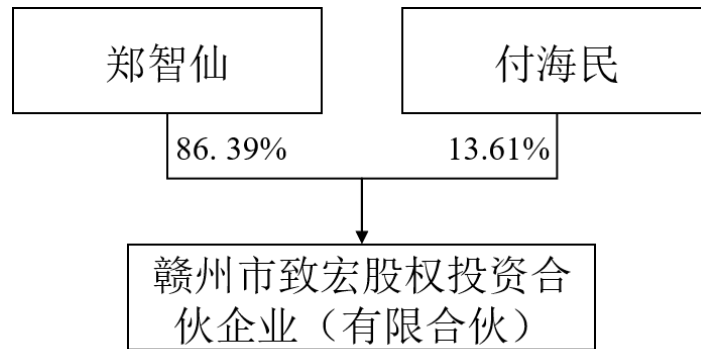 郑智仙
付海民
86.39%
13.61%
赣州市致宏股权投资合
伙企业（有限合伙）